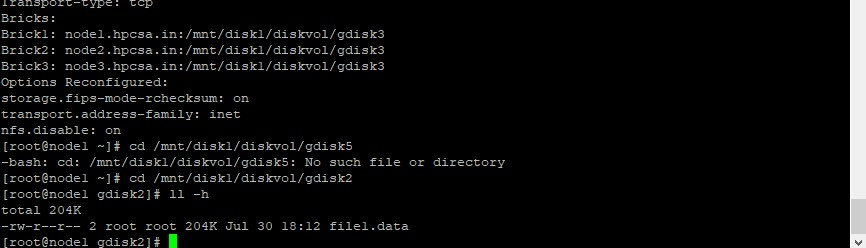 Transport-type: tcp
Bricks:
Brick1: node1.hpcsa.in:/mnt/disk1/diskvol/gdisk3
Brick2: node2.hpcsa.in:/mnt/disk1/diskvol/gdisk3
Brick3: node3.hpcsa.in:/mnt/disk1/diskvol/gdisk3
Options Reconfigured:
storage.fips-mode-rchecksum: on
transport.address-family: inet
nfs.disable: on
[root@node1 ~]# cd /mnt/disk1/diskvol/gdisk5
-bash: cd: /mnt/disk1/diskvol/gdisk5: No such file or directory
[root@node1 ~]# cd /mnt/disk1/diskvol/gdisk2
[root@node1 gdisk2]# ll -h
total 204K
-rw-r--r-- 2 root root 204K Jul 30 18:12 file1.data
[root@node1 gdisk2]#